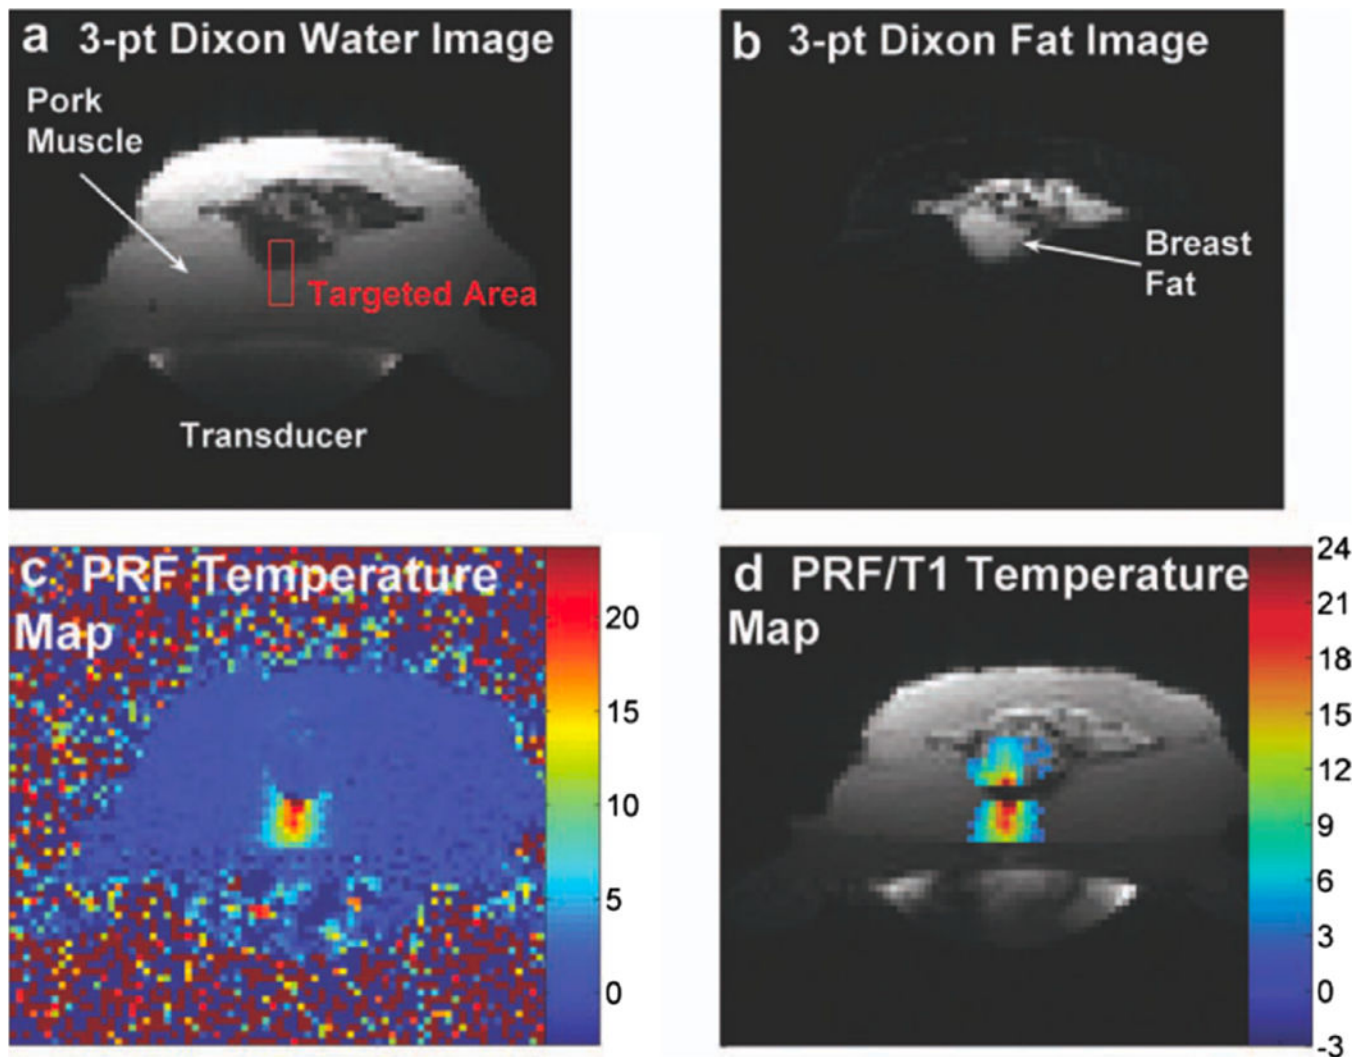 a 3-pt Dixon Water Image
Pork
Muscle
Targeted Area
Transducer
b 3-pt Dixon Fat Image
Breast
Fat
c PRF Temperature
Map
20
15
10
5
0
d PRF/T1 Temperature
Map
24
21
18
15
12
9
6
3
0
-3